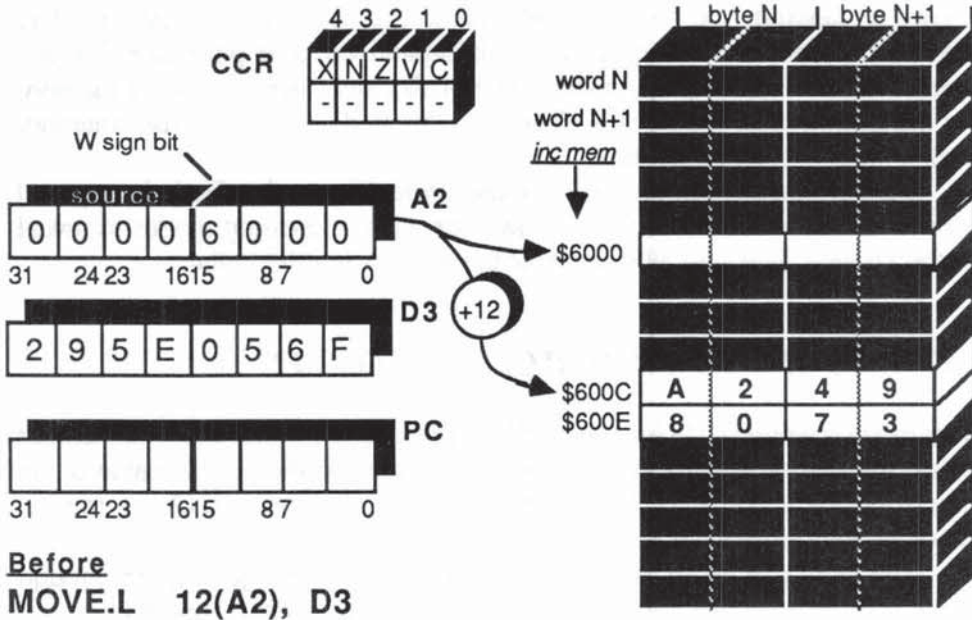 4 3 2 1 0
CCR
X N Z V C
- - - - -
byte N byte N+1
word N
word N+1
inc mem
W sign bit
source
A2
0 0 0 0 6 0 0 0
31 24 23 16 15 8 7 0
$6000
+12
D3
2 9 5 E 0 5 6 F
$600C A 2 4 9
$600E 8 0 7 3
PC
31 24 23 16 15 8 7 0
Before
MOVE.L 12(A2), D3